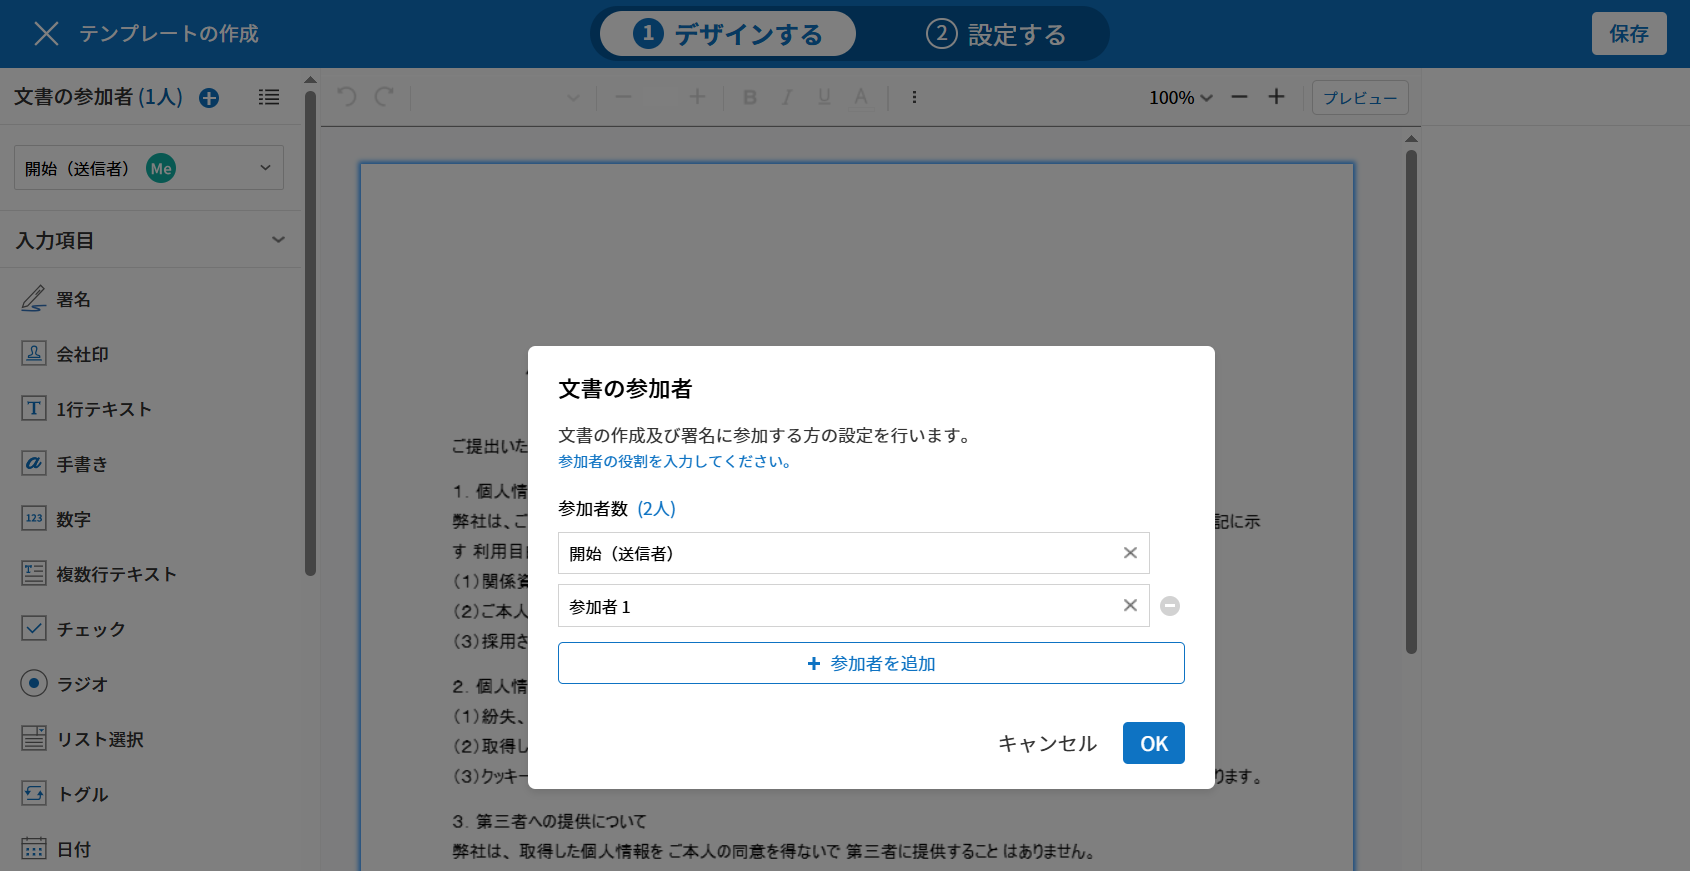 テンプレートの作成
1 デザインする
2 設定する
保存
文書の参加者 (1人)
100%
プレビュー
開始（送信者） Me
入力項目
署名
会社印
1行テキスト
手書き
数字
複数行テキスト
チェック
ラジオ
リスト選択
トグル
日付
文書の参加者
文書の作成及び署名に参加する方の設定を行います。
参加者の役割を入力してください。
参加者数 (2人)
開始（送信者）
参加者 1
+ 参加者を追加
キャンセル
OK
ご提出いた
1. 個人情
弊社は、ご
記に示
す 利用目
(1)関係資
(2)ご本人
(3)採用さ
2. 個人情
(1)紛失、
(2)取得し
(3)クッキー
ります。
3. 第三者への提供について
弊社は、取得した個人情報を ご本人の同意を得ないで 第三者に提供すること はありません。